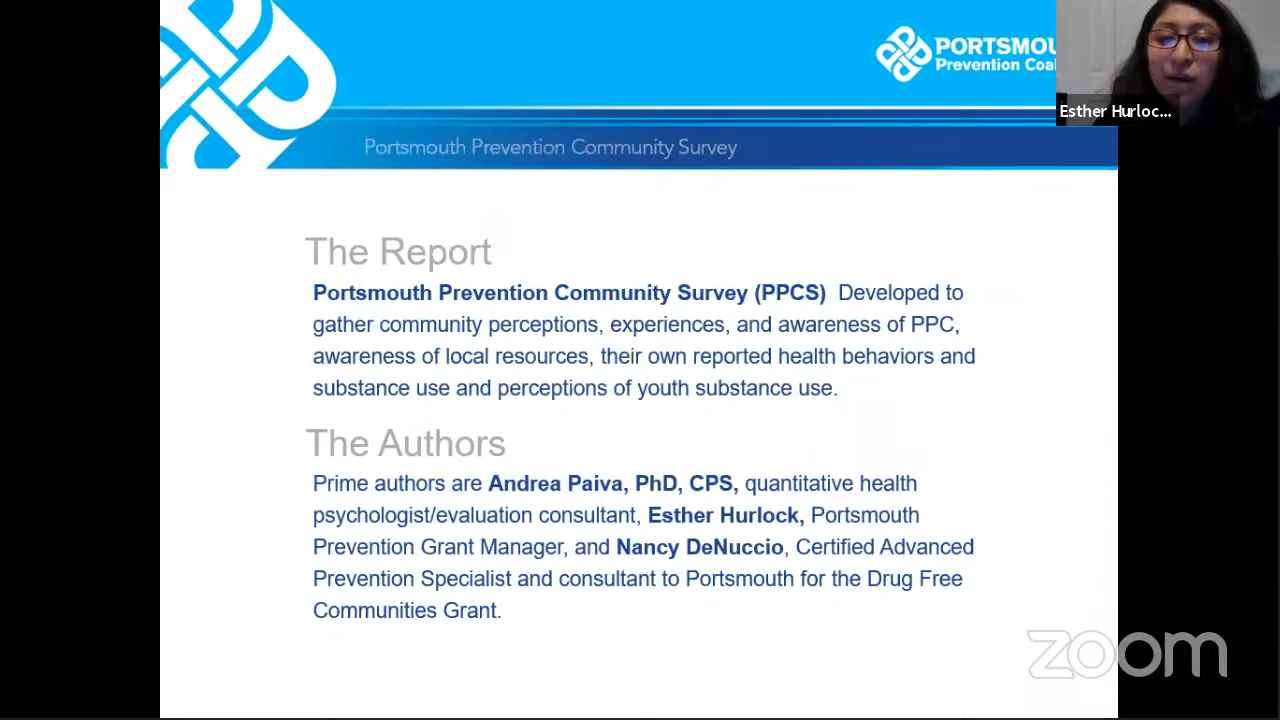 PORTSMOU
Prevention Coal
Esther Hurloc...
Portsmouth Prevention Community Survey
The Report
Portsmouth Prevention Community Survey (PPCS) Developed to
gather community perceptions, experiences, and awareness of PPC,
awareness of local resources, their own reported health behaviors and
substance use and perceptions of youth substance use.
The Authors
Prime authors are Andrea Paiva, PhD, CPS, quantitative health
psychologist/evaluation consultant, Esther Hurlock, Portsmouth
Prevention Grant Manager, and Nancy DeNuccio, Certified Advanced
Prevention Specialist and consultant to Portsmouth for the Drug Free
Communities Grant.
zoom